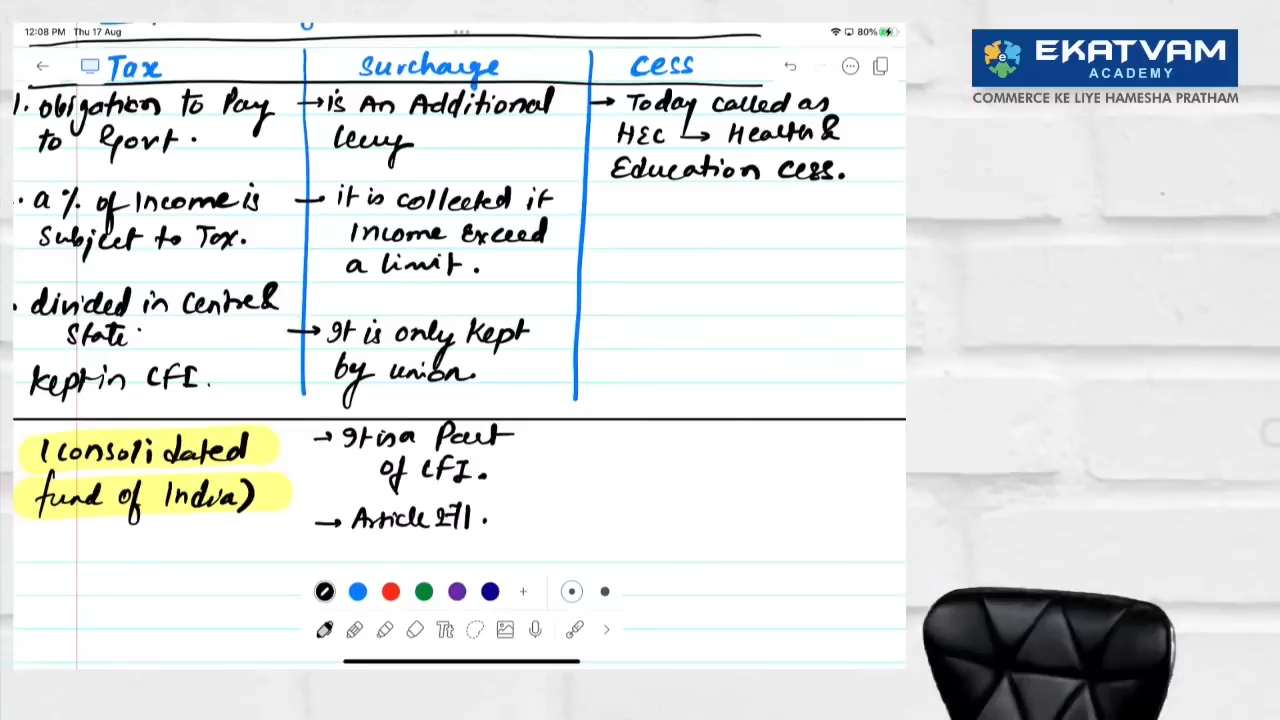 12:08 PM Thu 17 Aug
80%
EKATVAM
ACADEMY
COMMERCE KE LIYE HAMESHA PRATHAM
Tax
1. obligation to Pay
to Govt.
. a % of Income is
Subject to Tax.
. divided in Centre &
State
kept in CFI.
(Consolidated
fund of India)
Surcharge
→ is An Additional
levy
→ it is collected if
Income Exceed
a limit.
→ It is only Kept
by union.
→ It is a Part
of CFI.
→ Article 271.
Cess
→ Today called as
HEC → Health &
Education cess.
Tt